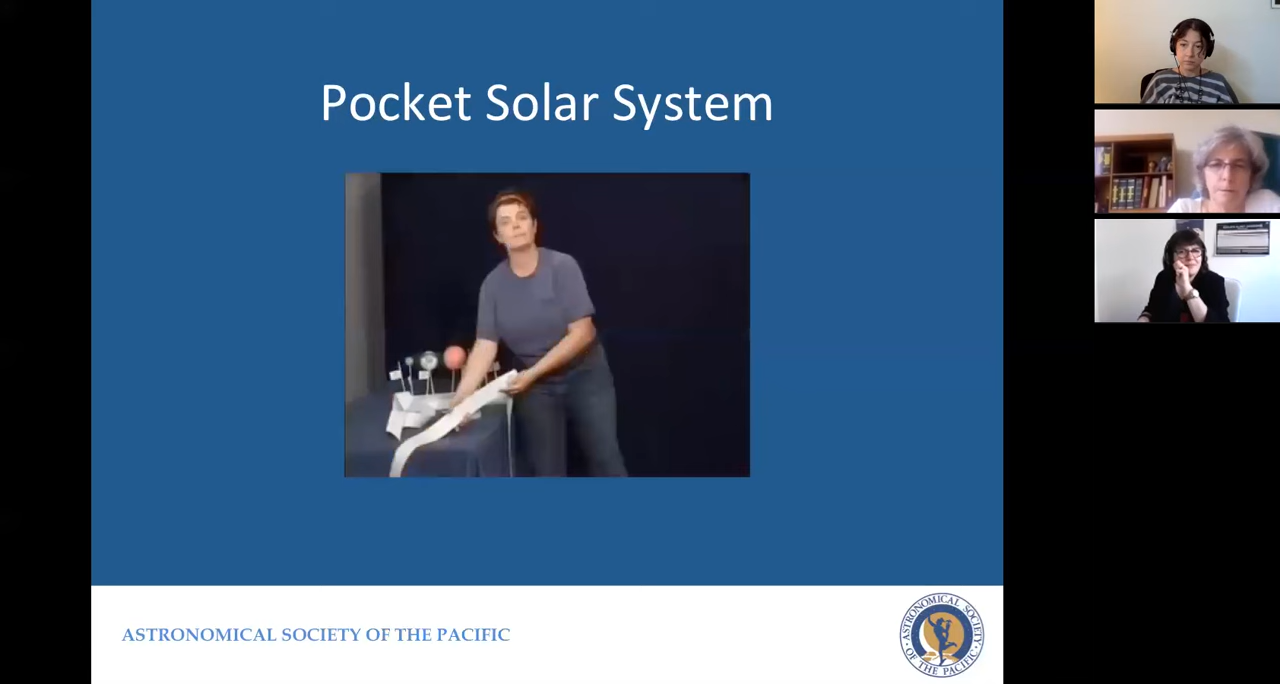 Pocket Solar System
ASTRONOMICAL SOCIETY OF THE PACIFIC
ASTRONOMICAL SOCIETY
OF THE PACIFIC